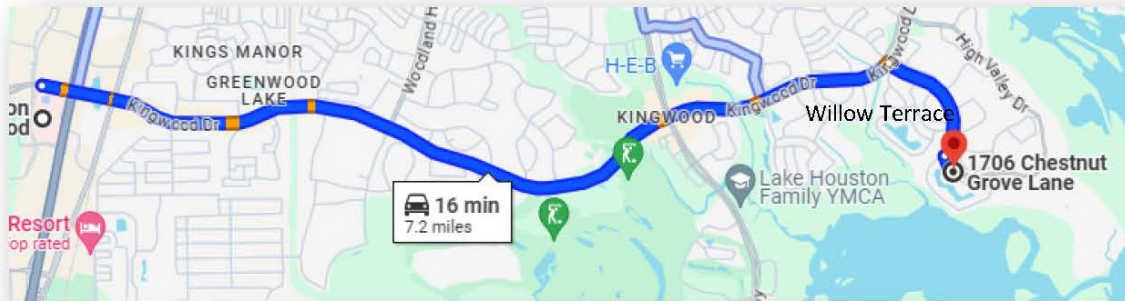 KINGS MANOR
GREENWOOD
LAKE
Woodland H
H-E-B
Kingwood L
High Valley Dr
Kingwood Dr
KINGWOOD
Kingwood Dr
Willow Terrace
on
od
1706 Chestnut
Grove Lane
Lake Houston
Family YMCA
16 min
7.2 miles
Resort
op rated